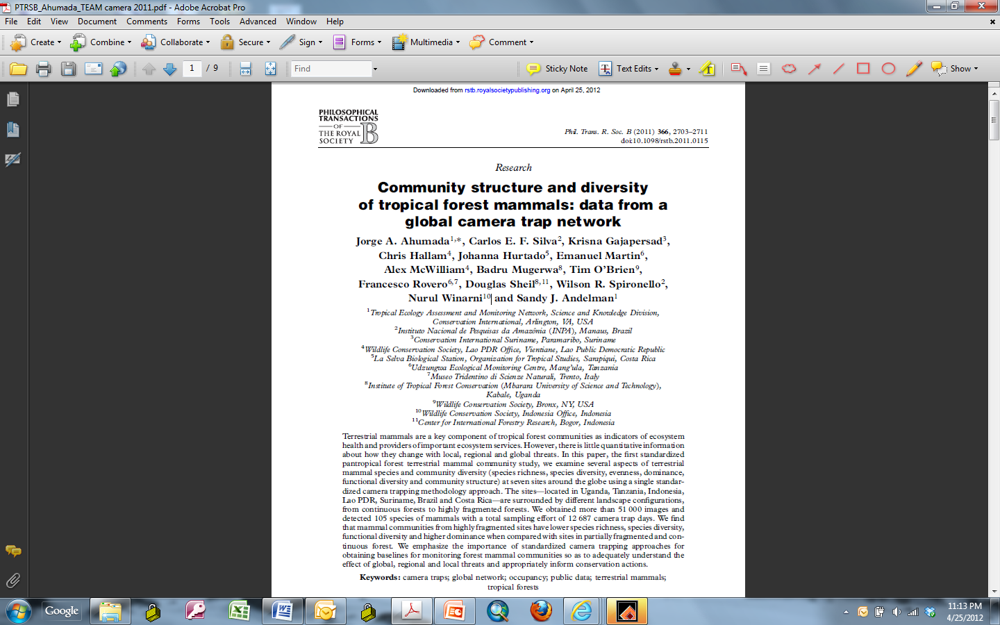 PTRSB_Ahumada_TEAM camera 2011.pdf - Adobe Acrobat Pro
File Edit View Document Comments Forms Tools Advanced Window Help
Create Combine Collaborate Secure Sign Forms Multimedia Comment
1 / 9 Find Sticky Note Text Edits Show
Downloaded from rstb.royalsocietypublishing.org on April 25, 2012
PHILOSOPHICAL
TRANSACTIONS
OF
THE ROYAL
SOCIETY
B
Phil. Trans. R. Soc. B (2011) 366, 2703–2711
doi:10.1098/rstb.2011.0115
Research
Community structure and diversity
of tropical forest mammals: data from a
global camera trap network
Jorge A. Ahumada1,*, Carlos E. F. Silva2, Krisna Gajapersad3,
Chris Hallam4, Johanna Hurtado5, Emanuel Martin6,
Alex McWilliam4, Badru Mugerwa8, Tim O'Brien9,
Francesco Rovero6,7, Douglas Sheil8,11, Wilson R. Spironello2,
Nurul Winarni10 and Sandy J. Andelman1
1Tropical Ecology Assessment and Monitoring Network, Science and Knowledge Division,
Conservation International, Arlington, VA, USA
2Instituto Nacional de Pesquisas da Amazônia (INPA), Manaus, Brazil
3Conservation International Suriname, Paramaribo, Suriname
4Wildlife Conservation Society, Lao PDR Office, Vientiane, Lao Public Democratic Republic
5La Selva Biological Station, Organization for Tropical Studies, Sarapiqui, Costa Rica
6Udzungwa Ecological Monitoring Centre, Mang'ula, Tanzania
7Museo Tridentino di Scienze Naturali, Trento, Italy
8Institute of Tropical Forest Conservation (Mbarara University of Science and Technology),
Kabale, Uganda
9Wildlife Conservation Society, Bronx, NY, USA
10Wildlife Conservation Society, Indonesia Office, Indonesia
11Center for International Forestry Research, Bogor, Indonesia
Terrestrial mammals are a key component of tropical forest communities as indicators of ecosystem
health and providers of important ecosystem services. However, there is little quantitative information
about how they change with local, regional and global threats. In this paper, the first standardized
pantropical forest terrestrial mammal community study, we examine several aspects of terrestrial
mammal species and community diversity (species richness, species diversity, evenness, dominance,
functional diversity and community structure) at seven sites around the globe using a single standar-
dized camera trapping methodology approach. The sites—located in Uganda, Tanzania, Indonesia,
Lao PDR, Suriname, Brazil and Costa Rica—are surrounded by different landscape configurations,
from continuous forests to highly fragmented forests. We obtained more than 51 000 images and
detected 105 species of mammals with a total sampling effort of 12 687 camera trap days. We find
that mammal communities from highly fragmented sites have lower species richness, species diversity,
functional diversity and higher dominance when compared with sites in partially fragmented and con-
tinuous forest. We emphasize the importance of standardized camera trapping approaches for
obtaining baselines for monitoring forest mammal communities so as to adequately understand the
effect of global, regional and local threats and appropriately inform conservation actions.
Keywords: camera traps; global network; occupancy; public data; terrestrial mammals;
tropical forests
Google
11:13 PM
4/25/2012